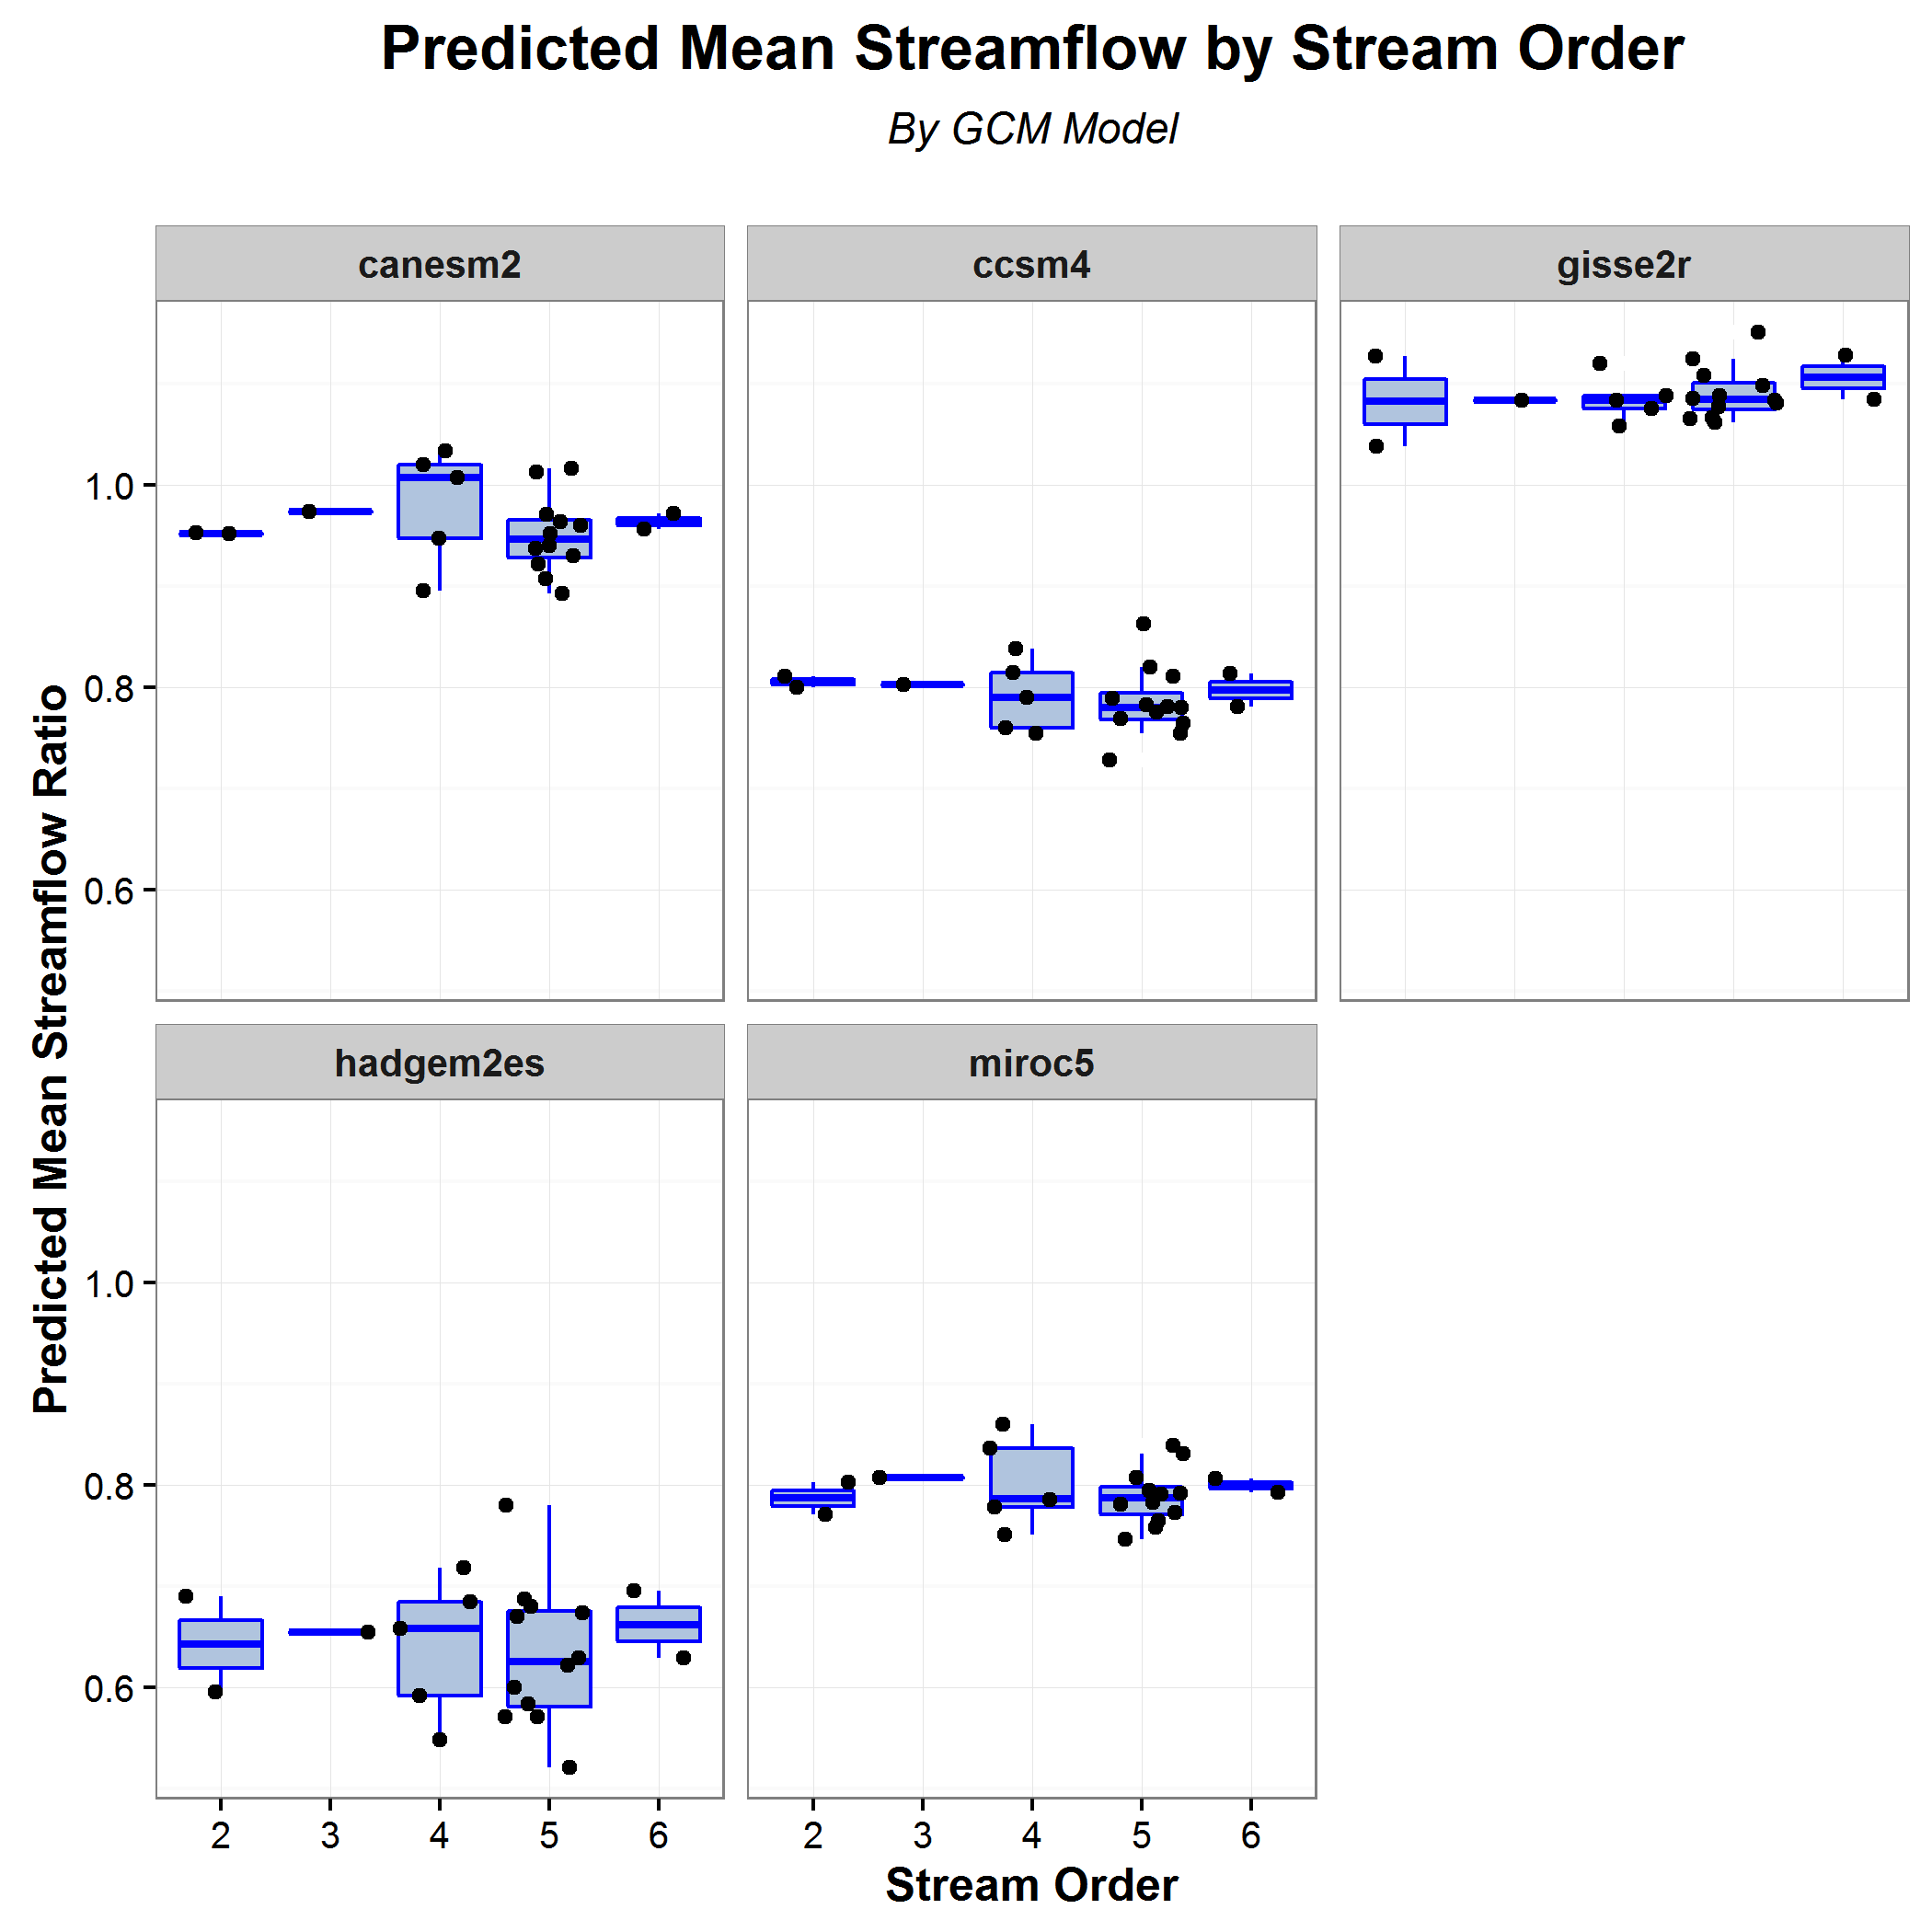 Predicted Mean Streamflow by Stream Order
By GCM Model
canesm2
ccsm4
gisse2r
1.0
0.8
0.6
Predicted Mean Streamflow Ratio
hadgem2es
miroc5
1.0
0.8
0.6
2 3 4 5 6
2 3 4 5 6
Stream Order